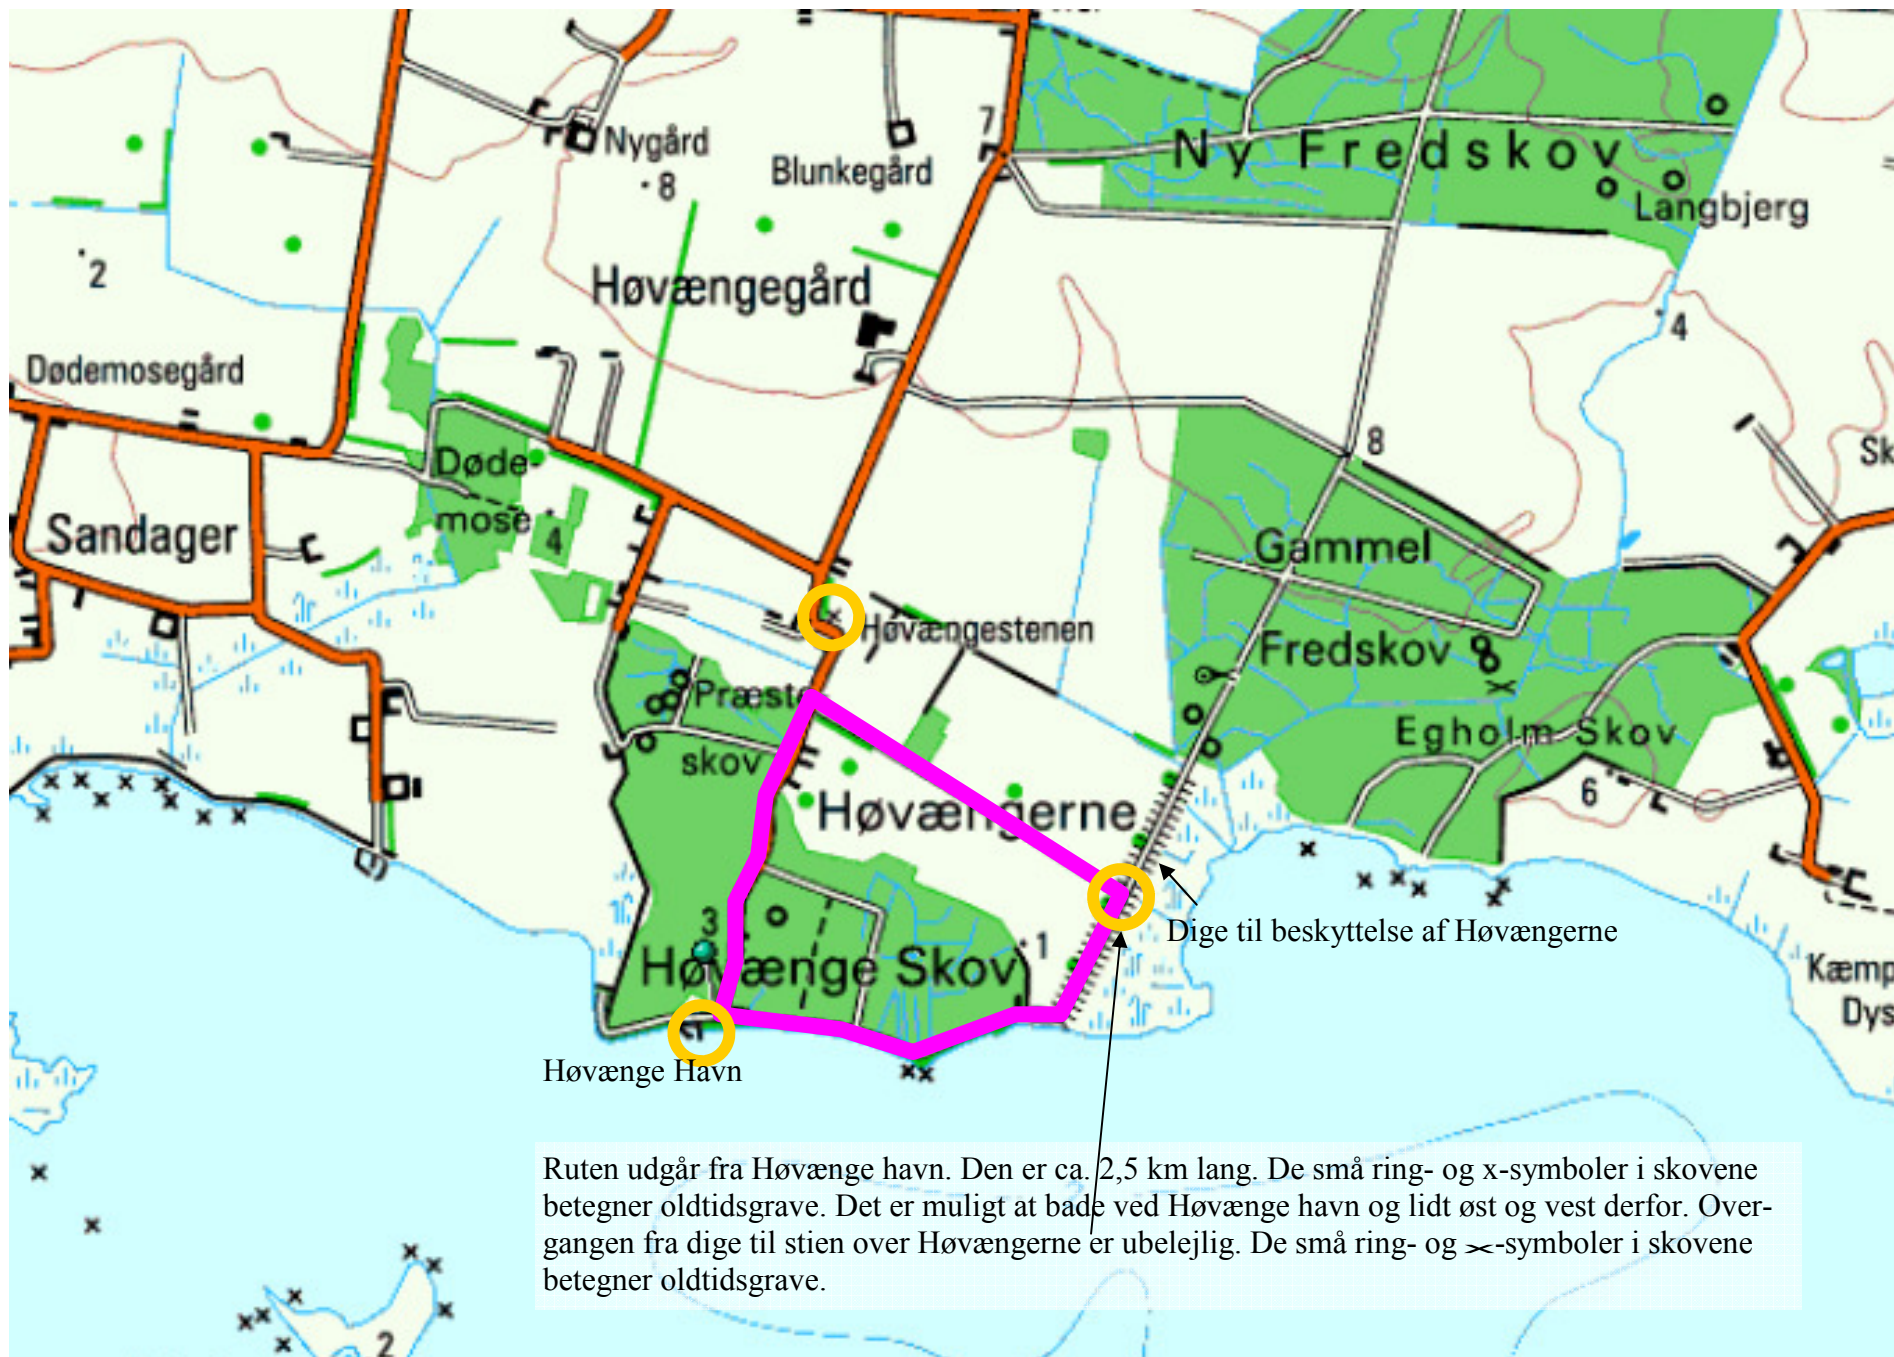 7
Nygård
8
Blunkegård
Ny Fredskov
Langbjerg
2
Høvængegård
4
Dødemosegård
8
Døde-
mose
4
Sandager
Sk
Gammel
Høvængestenen
Fredskov
Præste
skov
Egholm Skov
6
Høvængerne
3
1
Dige til beskyttelse af Høvængerne
Høvænge Skov
Kæmp
Dys
Høvænge Havn
Ruten udgår fra Høvænge havn. Den er ca. 2,5 km lang. De små ring- og x-symboler i skovene
betegner oldtidsgrave. Det er muligt at bade ved Høvænge havn og lidt øst og vest derfor. Over-
gangen fra dige til stien over Høvængerne er ubelejlig. De små ring- og ⪤-symboler i skovene
betegner oldtidsgrave.
2